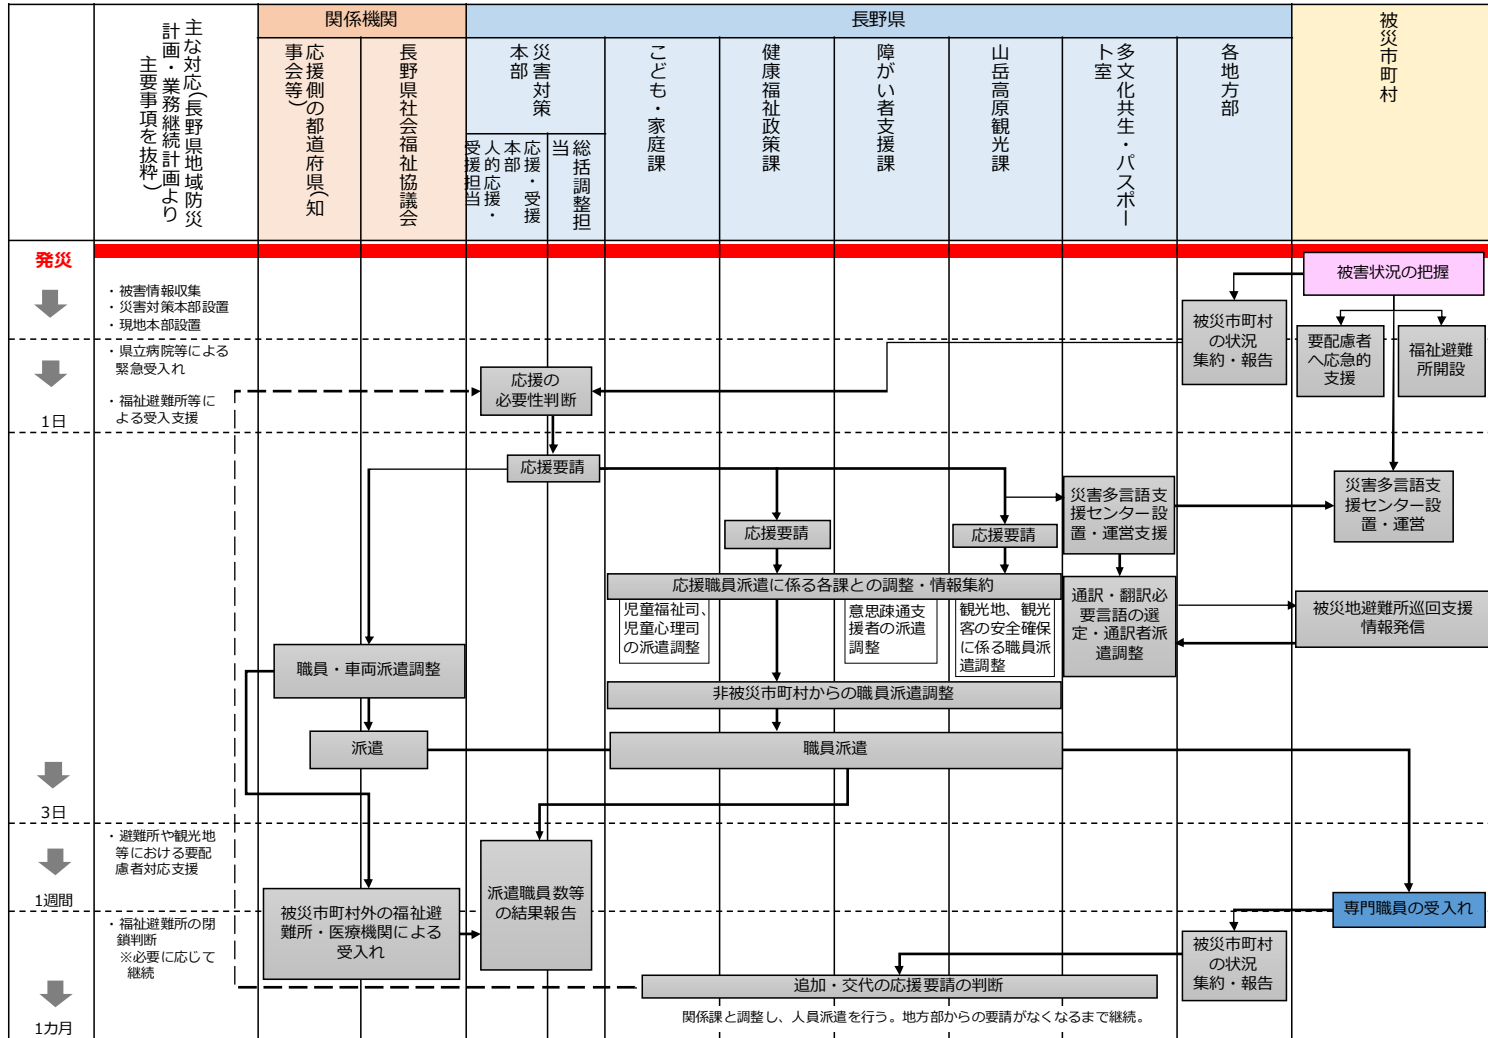 主な対応（長野県地域防災
計画・業務継続計画より
主要事項を抜粋）
関係機関
応援側の都道府県（知
事会等）
長野県社会福祉協議会
長野県
災害対策
本部
応援・受援
本部
人的応援・
受援担当
総括調整担
当
こども・家庭課
健康福祉政策課
障がい者支援課
山岳高原観光課
多文化共生・パスポー
ト室
各地方部
被災市町村
発災
・被害情報収集
・災害対策本部設置
・現地本部設置
被害状況の把握
被災市町村
の状況
集約・報告
要配慮者
へ応急的
支援
福祉避難
所開設
・県立病院等による
緊急受入れ
・福祉避難所等に
よる受入支援
1日
応援の
必要性判断
応援要請
応援要請
応援要請
災害多言語支
援センター設
置・運営支援
災害多言語支
援センター設
置・運営
応援職員派遣に係る各課との調整・情報集約
児童福祉司、
児童心理司
の派遣調整
意思疎通支
援者の派遣
調整
観光地、観光
客の安全確保
に係る職員派
遣調整
通訳・翻訳必
要言語の選
定・通訳者派
遣調整
被災地避難所巡回支援
情報発信
職員・車両派遣調整
非被災市町村からの職員派遣調整
派遣
職員派遣
3日
・避難所や観光地
等における要配
慮者対応支援
1週間
派遣職員数等
の結果報告
被災市町村外の福祉避
難所・医療機関による
受入れ
専門職員の受入れ
・福祉避難所の閉
鎖判断
※必要に応じて
継続
被災市町村
の状況
集約・報告
追加・交代の応援要請の判断
1カ月
関係課と調整し、人員派遣を行う。地方部からの要請がなくなるまで継続。